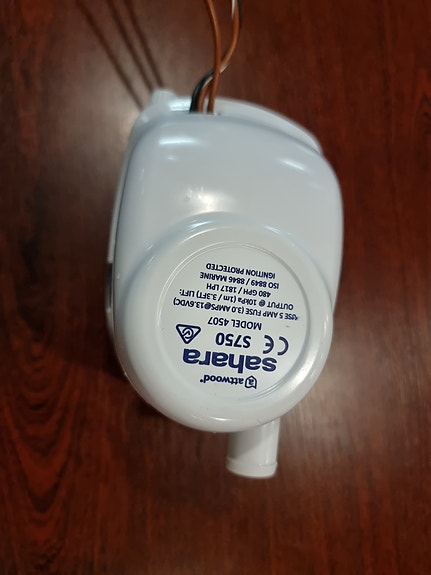 attwood®
sahara
CE S750
MODEL 4507
USE 5 AMP FUSE (3.0 AMPS@13.6VDC)
OUTPUT @ 10kPa (1m / 3.3FT) LIFT:
480 GPH / 1817 LPH
ISO 8849 / 8846 MARINE
IGNITION PROTECTED